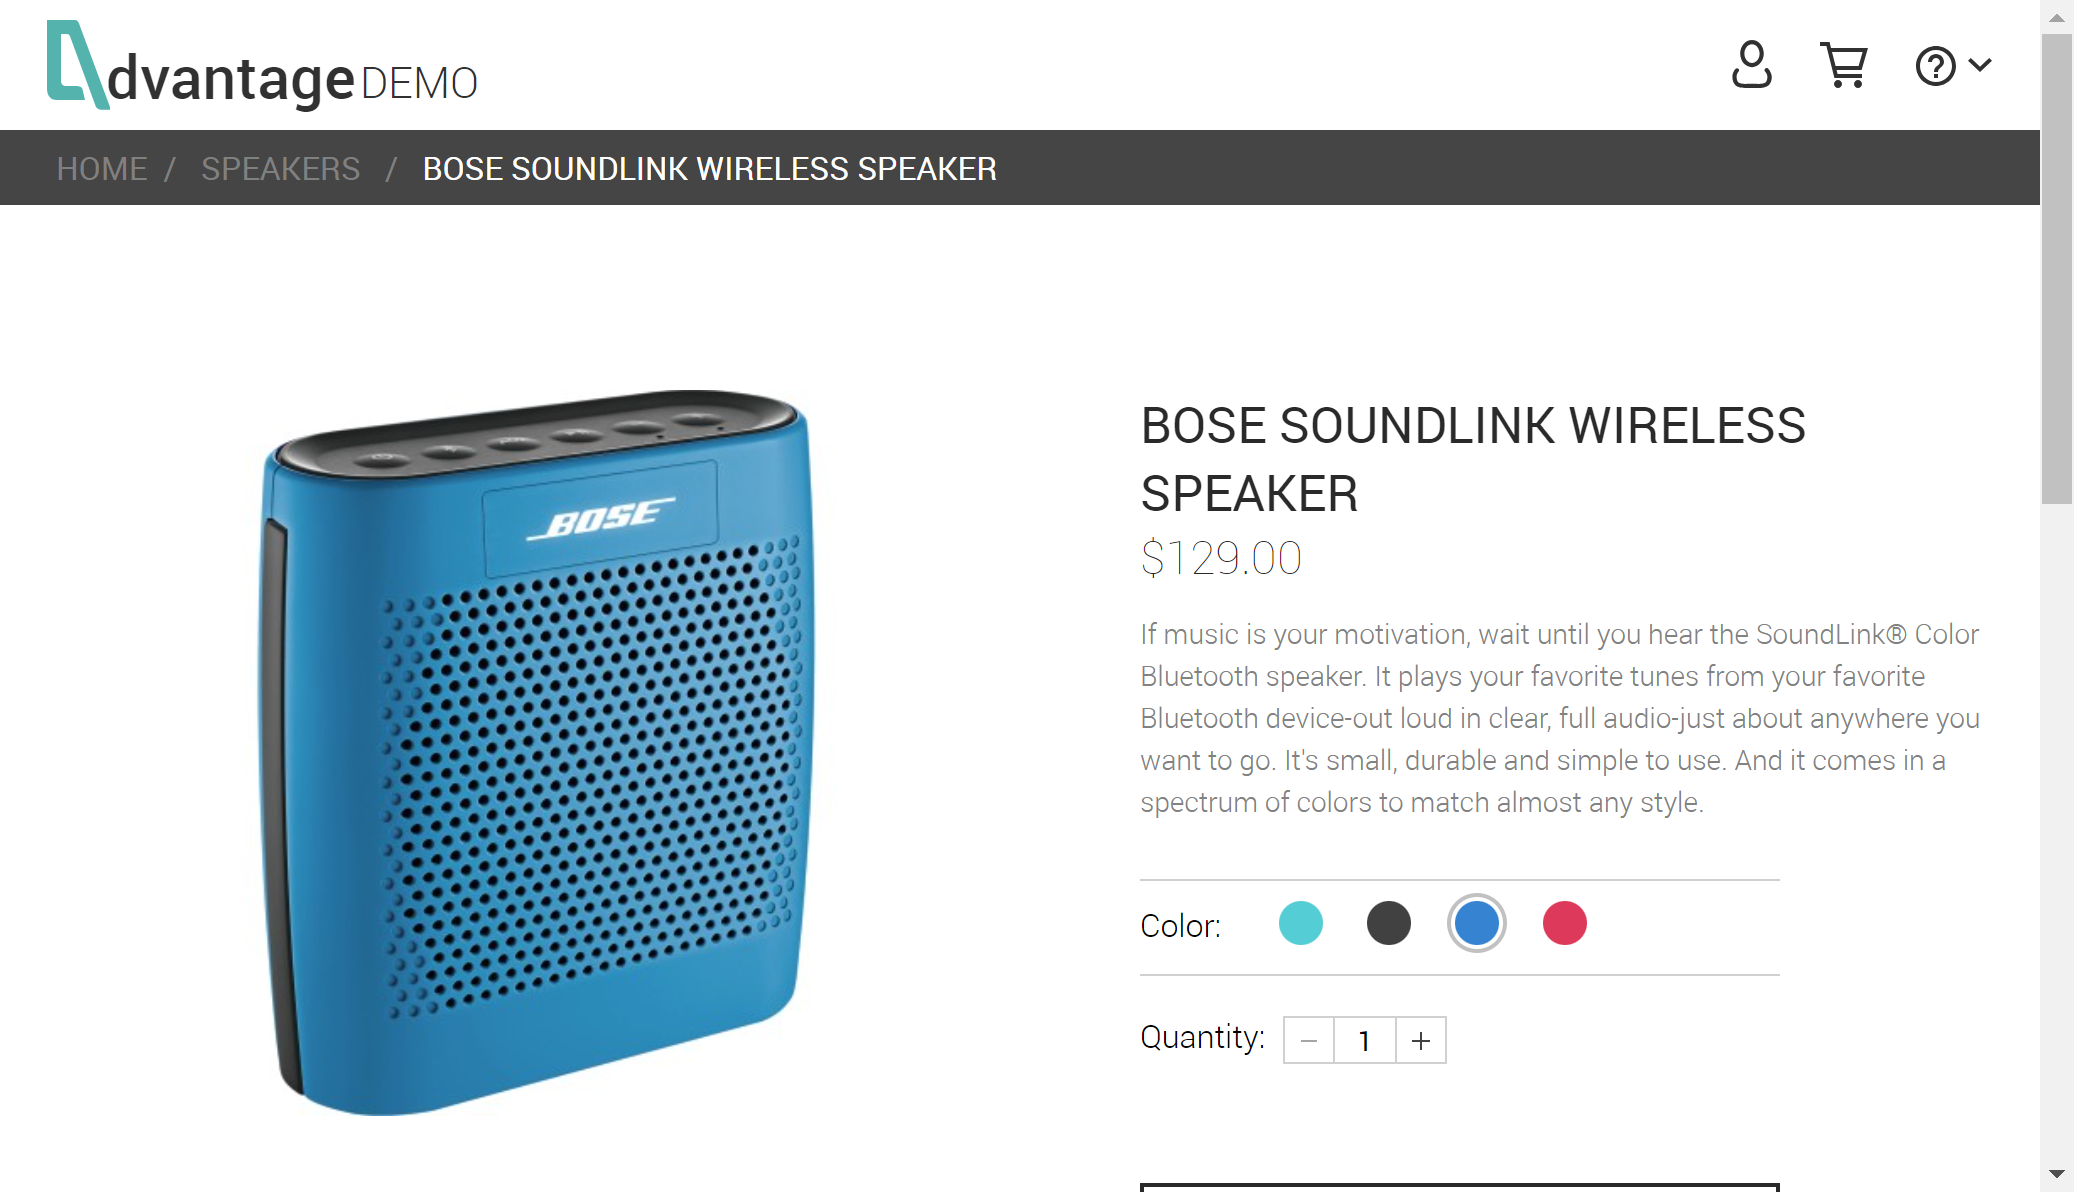 dvantage DEMO
HOME / SPEAKERS / BOSE SOUNDLINK WIRELESS SPEAKER
BOSE
BOSE SOUNDLINK WIRELESS
SPEAKER
$129.00
If music is your motivation, wait until you hear the SoundLink® Color
Bluetooth speaker. It plays your favorite tunes from your favorite
Bluetooth device-out loud in clear, full audio-just about anywhere you
want to go. It's small, durable and simple to use. And it comes in a
spectrum of colors to match almost any style.
Color:
Quantity: − 1 +